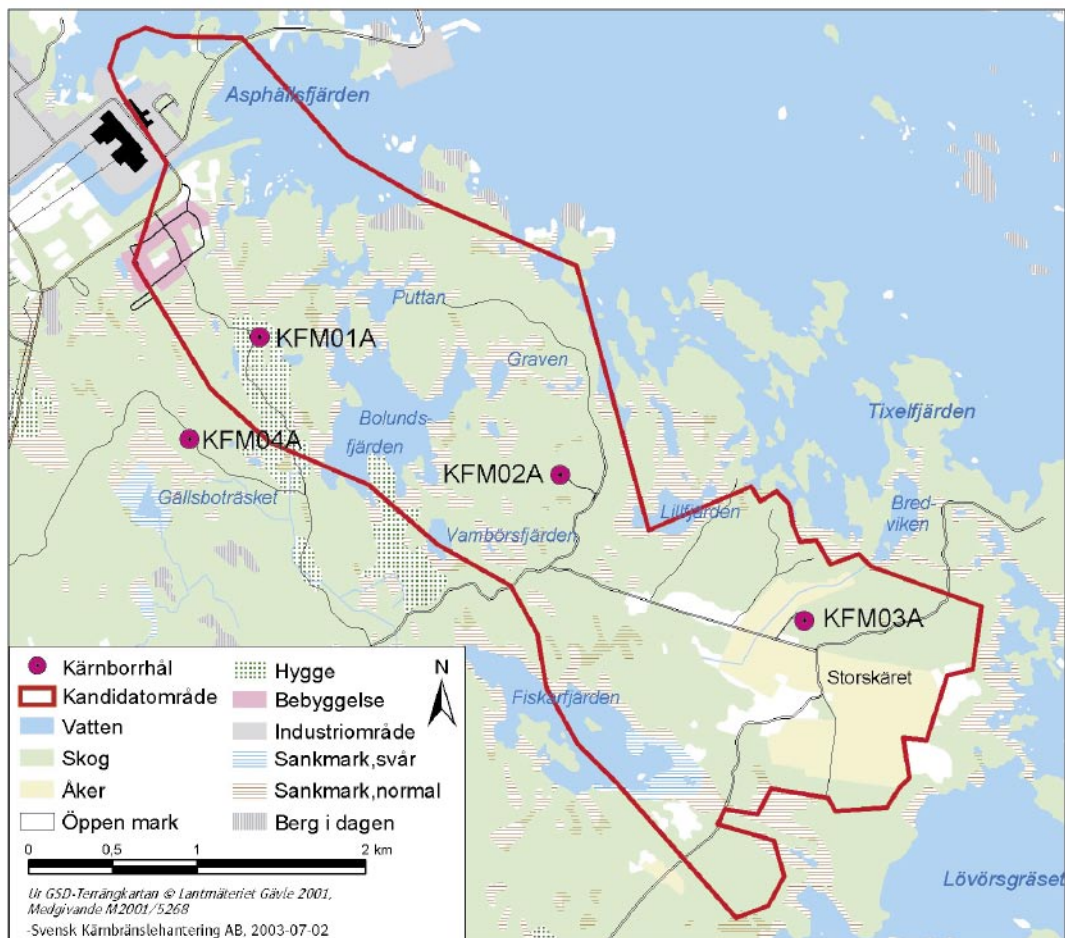 Asphällsfjärden
Puttan
KFM01A
Graven
Bolunds-
fjärden
Tixelfjärden
KFM04A
KFM02A
Gällsboträsket
Lillfjärden
Bred-
viken
Vambörsfjärden
KFM03A
Storskäret
Fiskarfjärden
Lövörsgräset
Kärnborrhål
Kandidatområde
Vatten
Skog
Åker
Öppen mark
Hygge
Bebyggelse
Industriområde
Sankmark,svår
Sankmark,normal
Berg i dagen
N
0 0,5 1 2 km
Ur GSD-Terrängkartan © Lantmäteriet Gävle 2001,
Medgivande M2001/5268
-Svensk Kärnbränslehantering AB, 2003-07-02